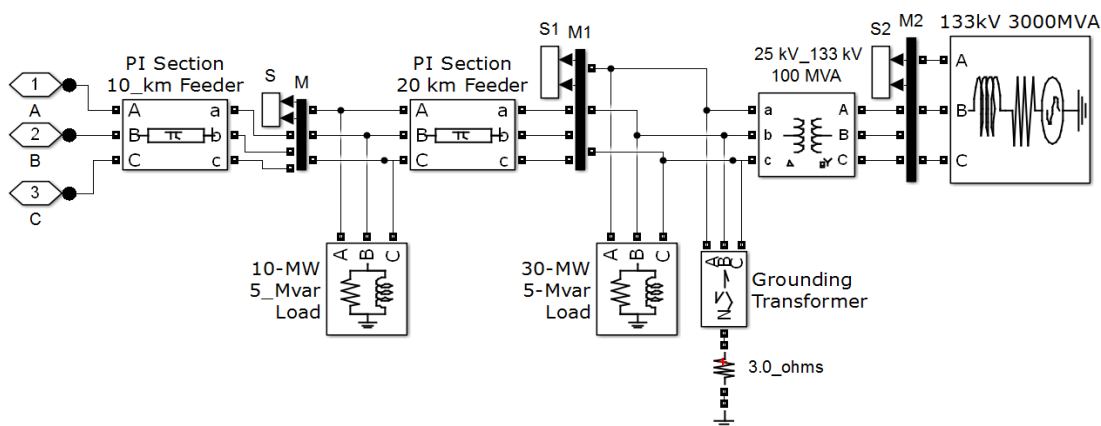 S1 M1
S2 M2
133kV 3000MVA
PI Section
10_km Feeder
S M
PI Section
20 km Feeder
25 kV_133 kV
100 MVA
1
A
2
B
3
C
A a
B π b
C c
A a
B π b
C c
a A
b B
c C
Δ Y
A
B
C
A B C
10-MW
5_Mvar
Load
A B C
30-MW
5-Mvar
Load
A B C
N
Grounding
Transformer
3.0_ohms